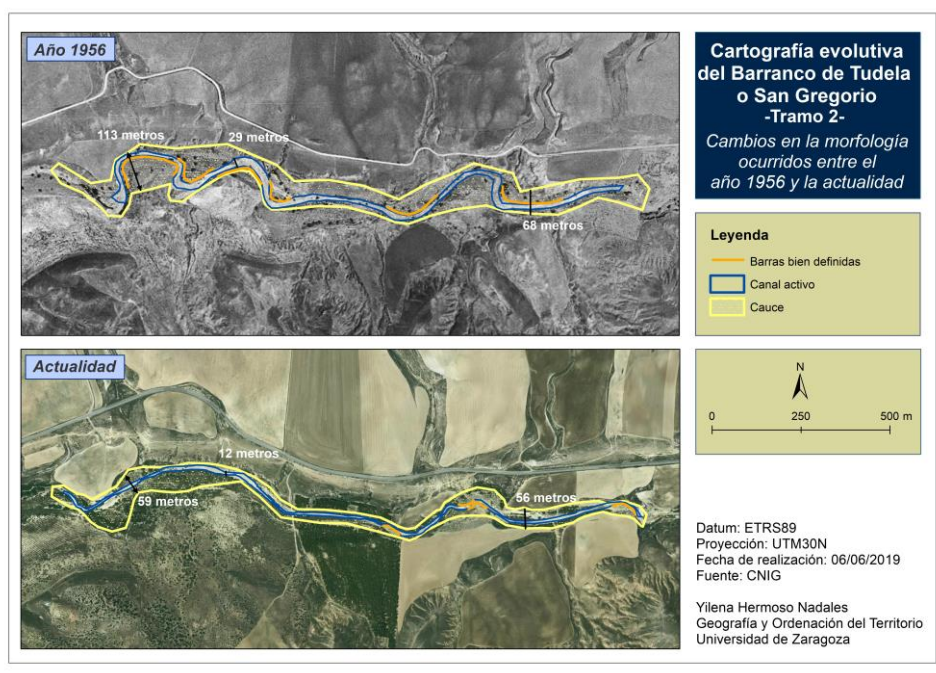 Año 1956
113 metros
29 metros
68 metros
Actualidad
12 metros
59 metros
56 metros
Cartografía evolutiva
del Barranco de Tudela
o San Gregorio
-Tramo 2-
Cambios en la morfología
ocurridos entre el
año 1956 y la actualidad
Leyenda
Barras bien definidas
Canal activo
Cauce
N
0 250 500 m
Datum: ETRS89
Proyección: UTM30N
Fecha de realización: 06/06/2019
Fuente: CNIG
Yilena Hermoso Nadales
Geografía y Ordenación del Territorio
Universidad de Zaragoza